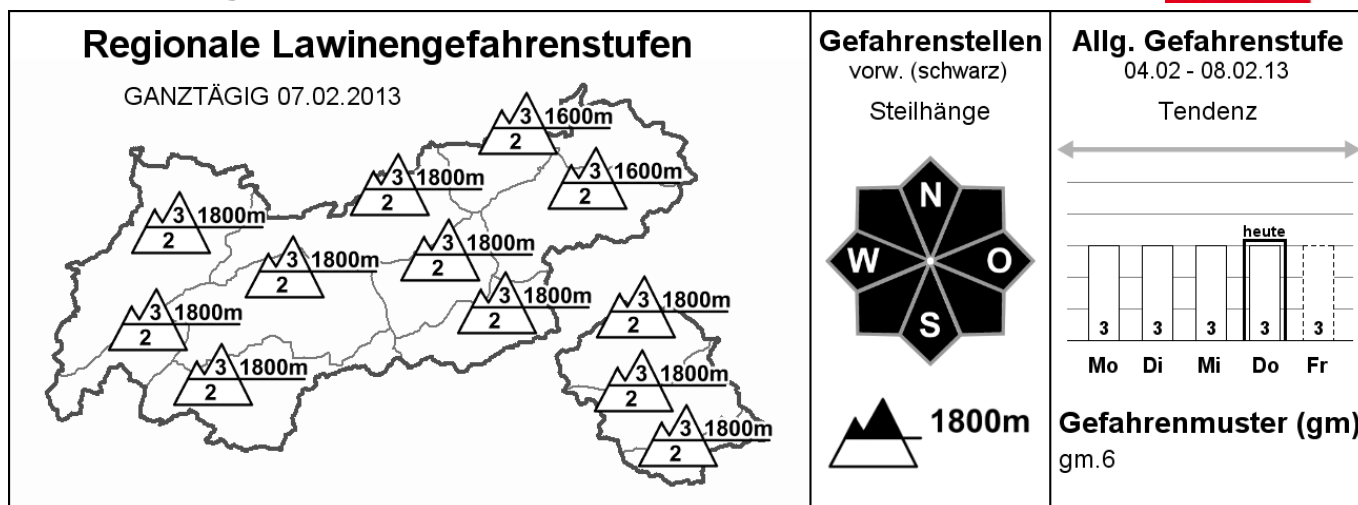 Regionale Lawinengefahrenstufen
GANZTÄGIG 07.02.2013
3 1600m
2
3 1600m
2
3 1800m
2
3 1800m
2
3 1800m
2
3 1800m
2
3 1800m
2
3 1800m
2
3 1800m
2
3 1800m
2
3 1800m
2
3 1800m
2
Gefahrenstellen
vorw. (schwarz)
Steilhänge
N
W O
S
1800m
Allg. Gefahrenstufe
04.02 - 08.02.13
Tendenz
heute
3 3 3 3 3
Mo Di Mi Do Fr
Gefahrenmuster (gm)
gm.6